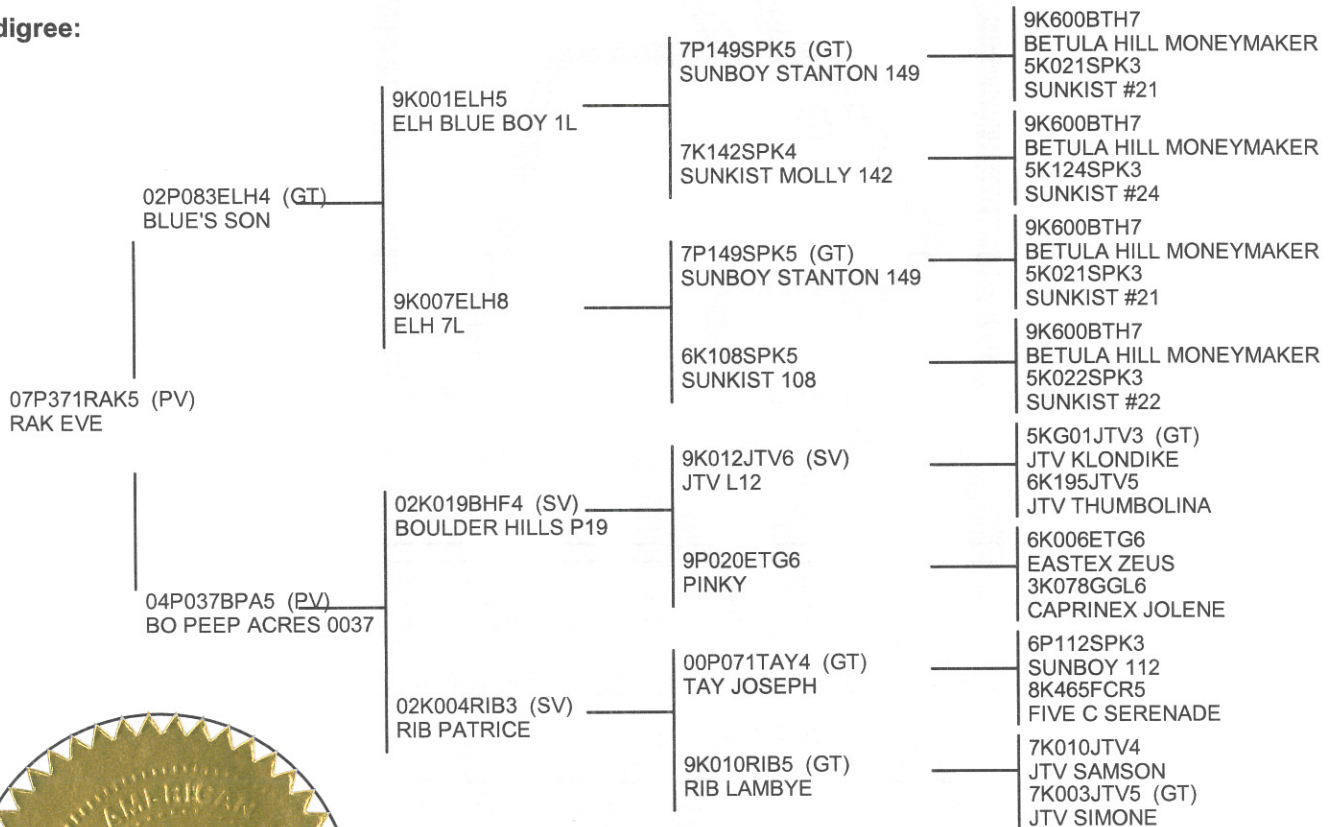 digree:
07P371RAK5 (PV)
RAK EVE
02P083ELH4 (GT)
BLUE'S SON
04P037BPA5 (PV)
BO PEEP ACRES 0037
9K001ELH5
ELH BLUE BOY 1L
9K007ELH8
ELH 7L
02K019BHF4 (SV)
BOULDER HILLS P19
02K004RIB3 (SV)
RIB PATRICE
7P149SPK5 (GT)
SUNBOY STANTON 149
7K142SPK4
SUNKIST MOLLY 142
7P149SPK5 (GT)
SUNBOY STANTON 149
6K108SPK5
SUNKIST 108
9K012JTV6 (SV)
JTV L12
9P020ETG6
PINKY
00P071TAY4 (GT)
TAY JOSEPH
9K010RIB5 (GT)
RIB LAMBYE
9K600BTH7
BETULA HILL MONEYMAKER
5K021SPK3
SUNKIST #21
9K600BTH7
BETULA HILL MONEYMAKER
5K124SPK3
SUNKIST #24
9K600BTH7
BETULA HILL MONEYMAKER
5K021SPK3
SUNKIST #21
9K600BTH7
BETULA HILL MONEYMAKER
5K022SPK3
SUNKIST #22
5KG01JTV3 (GT)
JTV KLONDIKE
6K195JTV5
JTV THUMBOLINA
6K006ETG6
EASTEX ZEUS
3K078GGL6
CAPRINEX JOLENE
6P112SPK3
SUNBOY 112
8K465FCR5
FIVE C SERENADE
7K010JTV4
JTV SAMSON
7K003JTV5 (GT)
JTV SIMONE
AMERICAN